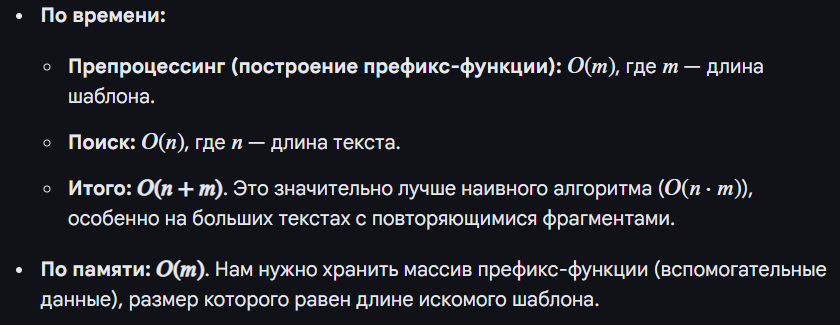 • По времени:
◦ Препроцессинг (построение префикс-функции): O(m), где m — длина
шаблона.
◦ Поиск: O(n), где n — длина текста.
◦ Итого: O(n + m). Это значительно лучше наивного алгоритма (O(n · m)),
особенно на больших текстах с повторяющимися фрагментами.
• По памяти: O(m). Нам нужно хранить массив префикс-функции (вспомогательные
данные), размер которого равен длине искомого шаблона.